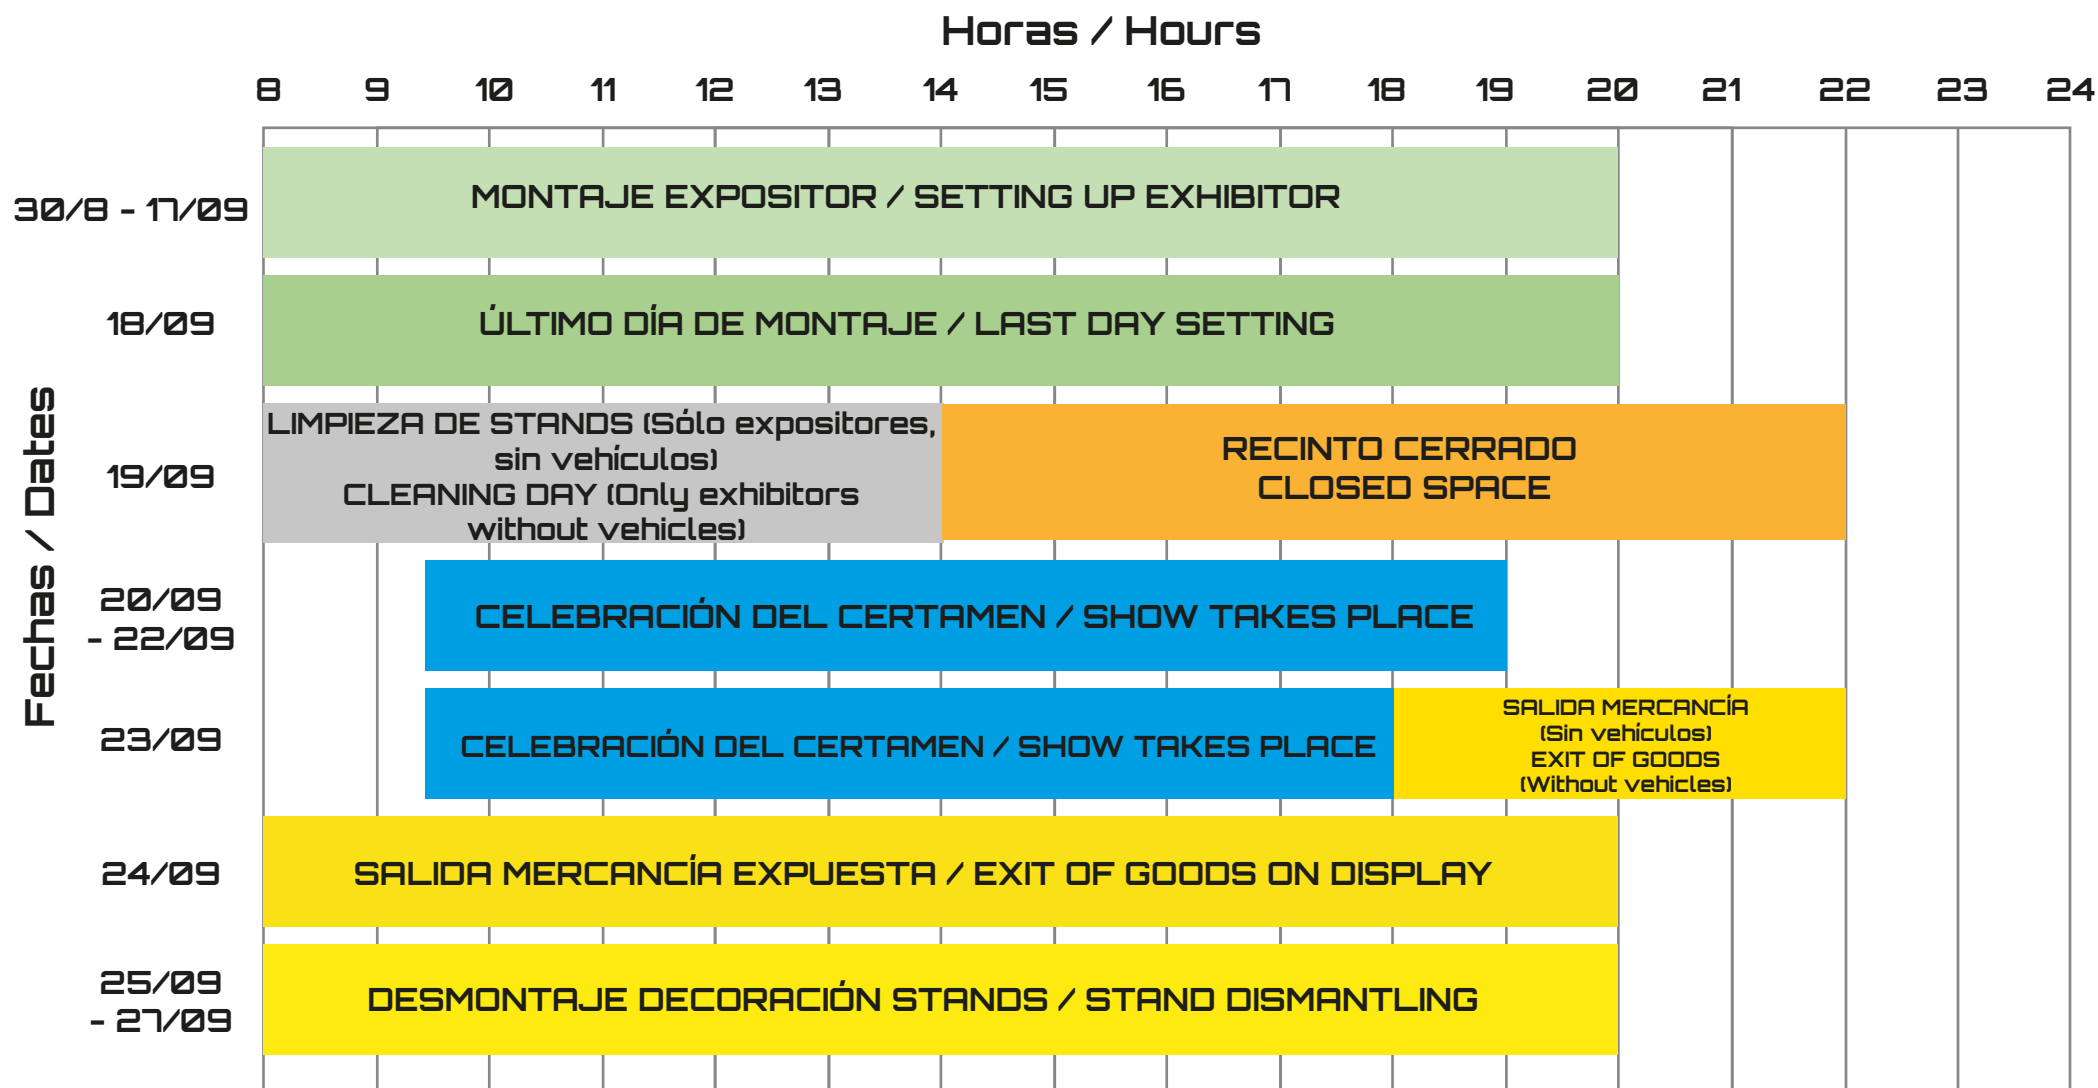 Horas / Hours
8 9 10 11 12 13 14 15 16 17 18 19 20 21 22 23 24
Fechas / Dates
30/8 - 17/09
MONTAJE EXPOSITOR / SETTING UP EXHIBITOR
18/09
ÚLTIMO DÍA DE MONTAJE / LAST DAY SETTING
19/09
LIMPIEZA DE STANDS (Sólo expositores,
sin vehículos)
CLEANING DAY (Only exhibitors
without vehicles)
RECINTO CERRADO
CLOSED SPACE
20/09
- 22/09
CELEBRACIÓN DEL CERTAMEN / SHOW TAKES PLACE
23/09
CELEBRACIÓN DEL CERTAMEN / SHOW TAKES PLACE
SALIDA MERCANCÍA
(Sin vehículos)
EXIT OF GOODS
(Without vehicles)
24/09
SALIDA MERCANCÍA EXPUESTA / EXIT OF GOODS ON DISPLAY
25/09
- 27/09
DESMONTAJE DECORACIÓN STANDS / STAND DISMANTLING